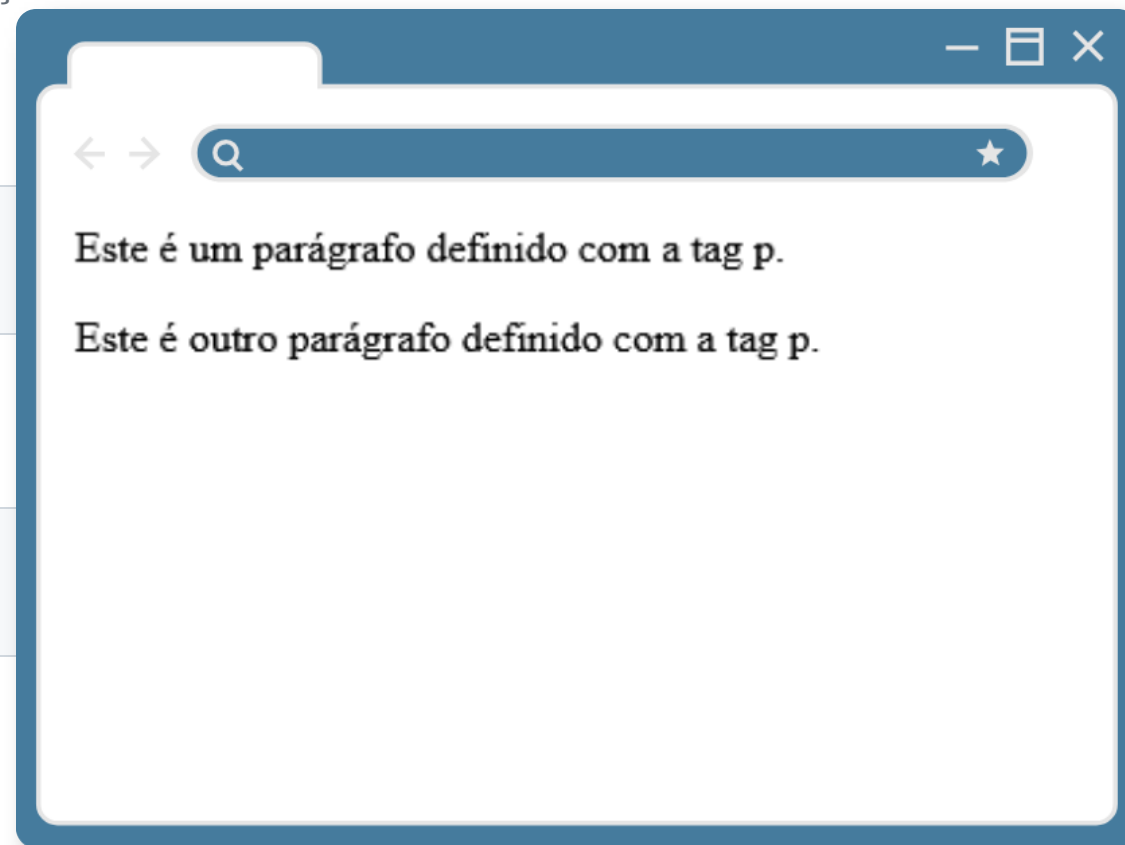 Este é um parágrafo definido com a tag p.
Este é outro parágrafo definido com a tag p.